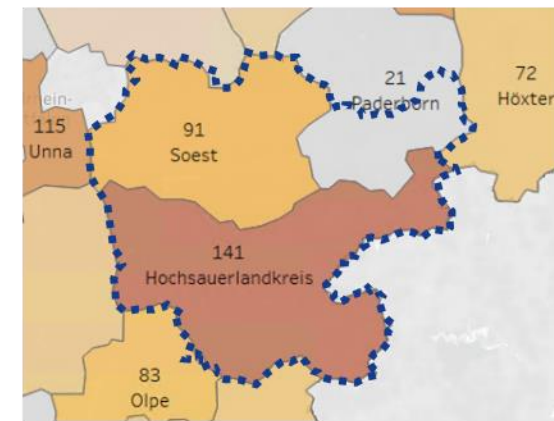 21
Paderborn
72
Höxter
115
Unna
91
Soest
141
Hochsauerlandkreis
83
Olpe